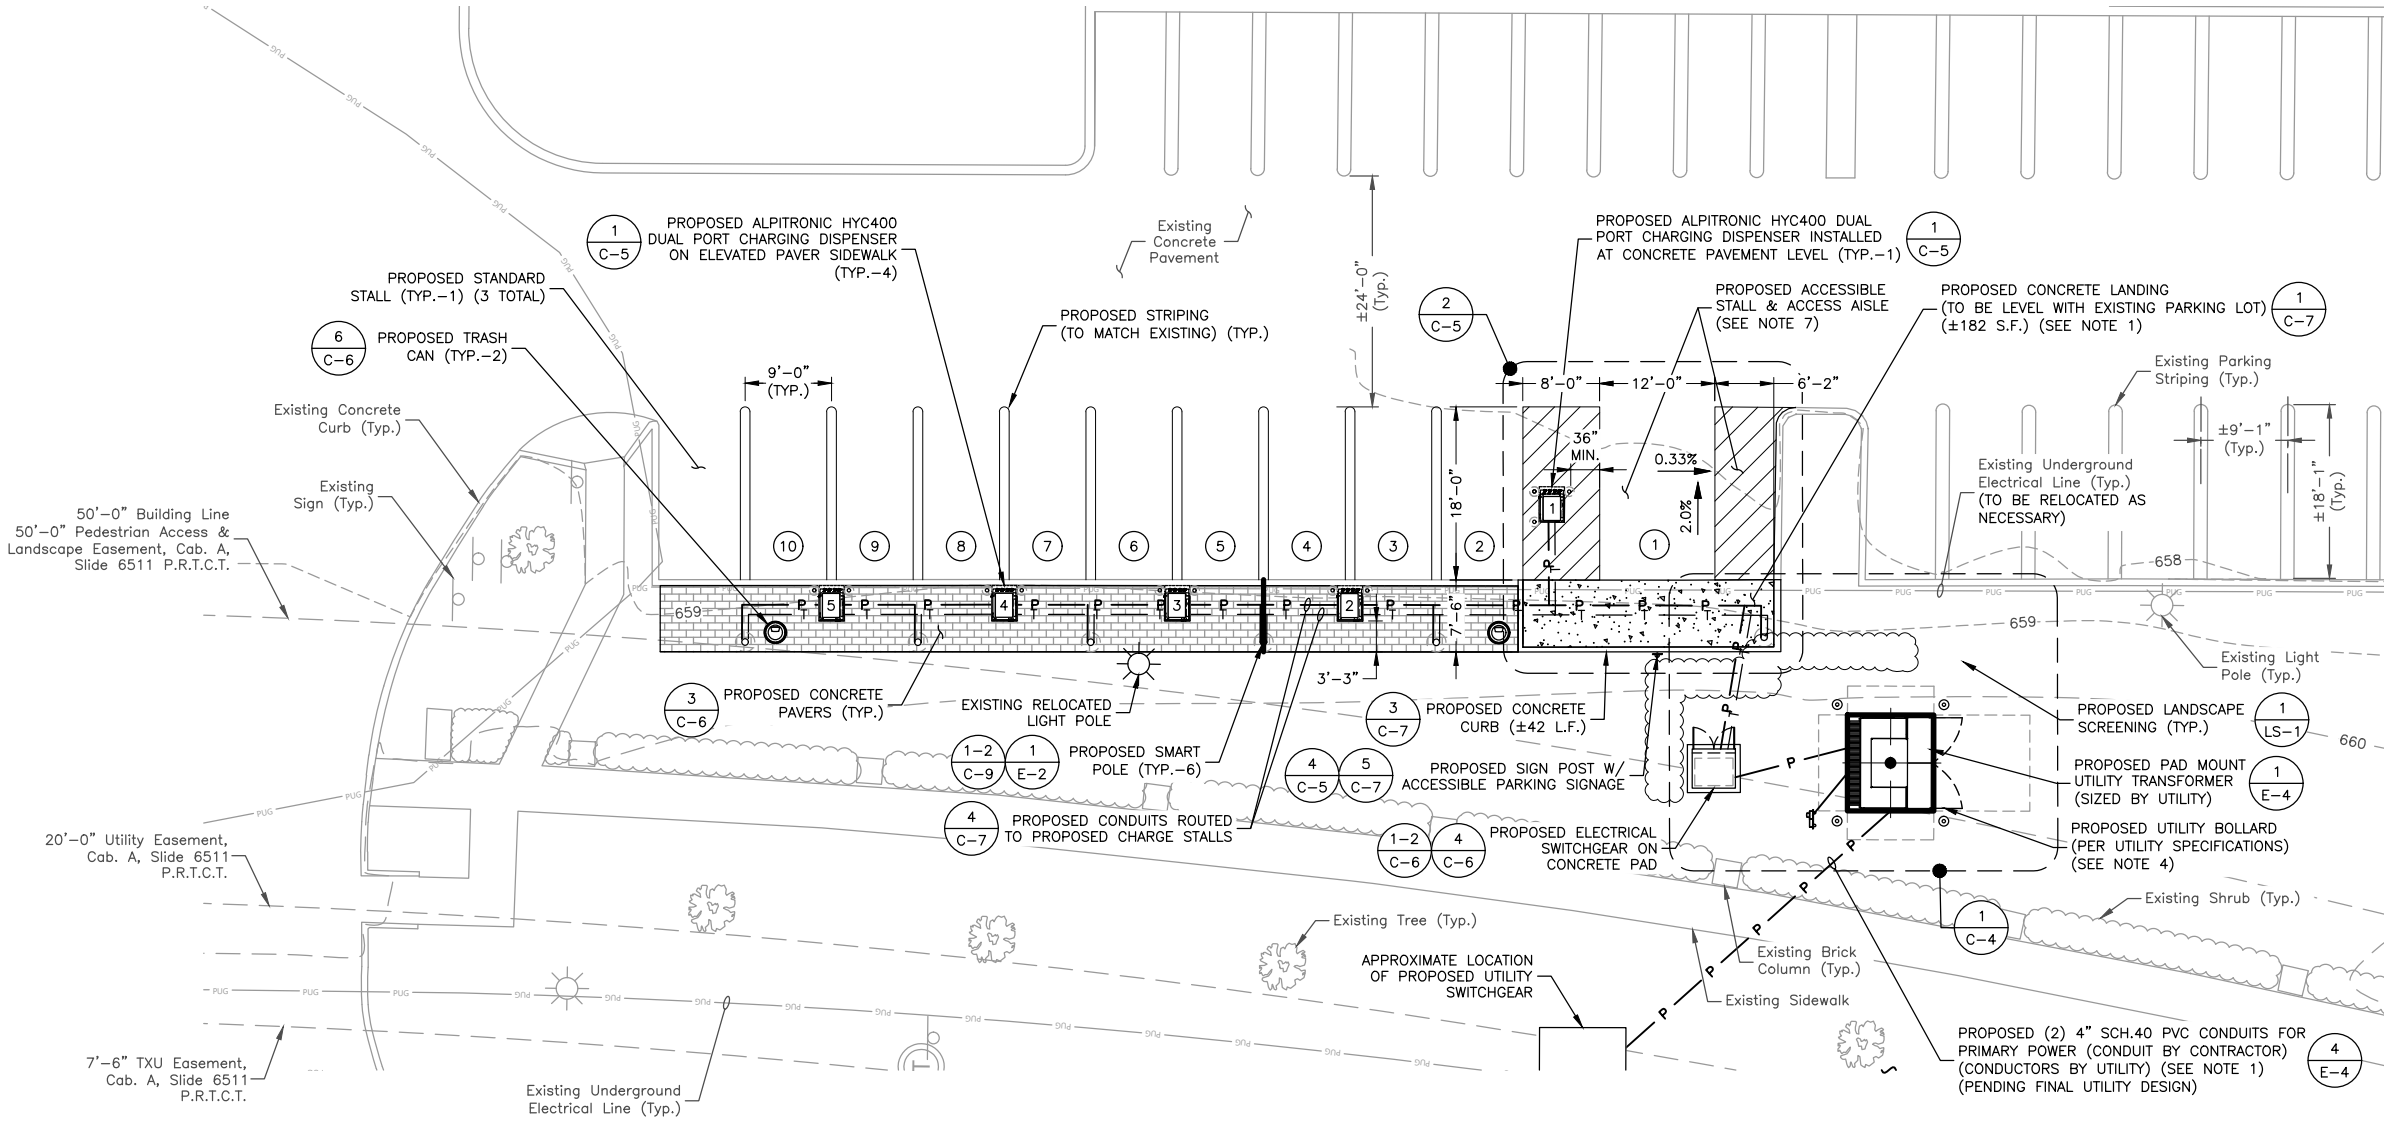 1
C-5
PROPOSED ALPITRONIC HYC400
DUAL PORT CHARGING DISPENSER
ON ELEVATED PAVER SIDEWALK
(TYP.-4)
Existing
Concrete
Pavement
±24'-0"
(Typ.)
PROPOSED ALPITRONIC HYC400 DUAL
PORT CHARGING DISPENSER INSTALLED
AT CONCRETE PAVEMENT LEVEL (TYP.-1)
1
C-5
PROPOSED STANDARD
STALL (TYP.-1) (3 TOTAL)
6
C-6
PROPOSED TRASH
CAN (TYP.-2)
PROPOSED STRIPING
(TO MATCH EXISTING) (TYP.)
2
C-5
PROPOSED ACCESSIBLE
STALL & ACCESS AISLE
(SEE NOTE 7)
PROPOSED CONCRETE LANDING
(TO BE LEVEL WITH EXISTING PARKING LOT)
(±182 S.F.) (SEE NOTE 1)
1
C-7
Existing Parking
Striping (Typ.)
9'-0"
(TYP.)
8'-0"
12'-0"
6'-2"
Existing Concrete
Curb (Typ.)
Existing
Sign (Typ.)
36"
MIN.
0.33%
2.0%
18'-0"
±9'-1"
(Typ.)
±18'-1"
(Typ.)
Existing Underground
Electrical Line (Typ.)
(TO BE RELOCATED AS
NECESSARY)
50'-0" Building Line
50'-0" Pedestrian Access &
Landscape Easement, Cab. A,
Slide 6511 P.R.T.C.T.
10
9
8
7
6
5
4
3
2
1
1
658
659
5
4
3
2
7'-6"
3'-3"
659
Existing Light
Pole (Typ.)
3
C-6
PROPOSED CONCRETE
PAVERS (TYP.)
EXISTING RELOCATED
LIGHT POLE
3
C-7
PROPOSED CONCRETE
CURB (±42 L.F.)
PROPOSED LANDSCAPE
SCREENING (TYP.)
1
LS-1
660
1-2
C-9
1
E-2
PROPOSED SMART
POLE (TYP.-6)
4
C-5
5
C-7
PROPOSED SIGN POST W/
ACCESSIBLE PARKING SIGNAGE
PROPOSED PAD MOUNT
UTILITY TRANSFORMER
(SIZED BY UTILITY)
1
E-4
4
C-7
PROPOSED CONDUITS ROUTED
TO PROPOSED CHARGE STALLS
1-2
C-6
4
C-6
PROPOSED ELECTRICAL
SWITCHGEAR ON
CONCRETE PAD
PROPOSED UTILITY BOLLARD
(PER UTILITY SPECIFICATIONS)
(SEE NOTE 4)
20'-0" Utility Easement,
Cab. A, Slide 6511
P.R.T.C.T.
Existing Shrub (Typ.)
1
C-4
Existing Tree (Typ.)
APPROXIMATE LOCATION
OF PROPOSED UTILITY
SWITCHGEAR
Existing Brick
Column (Typ.)
Existing Sidewalk
7'-6" TXU Easement,
Cab. A, Slide 6511
P.R.T.C.T.
Existing Underground
Electrical Line (Typ.)
T
PROPOSED (2) 4" SCH.40 PVC CONDUITS FOR
PRIMARY POWER (CONDUIT BY CONTRACTOR)
(CONDUCTORS BY UTILITY) (SEE NOTE 1)
(PENDING FINAL UTILITY DESIGN)
4
E-4